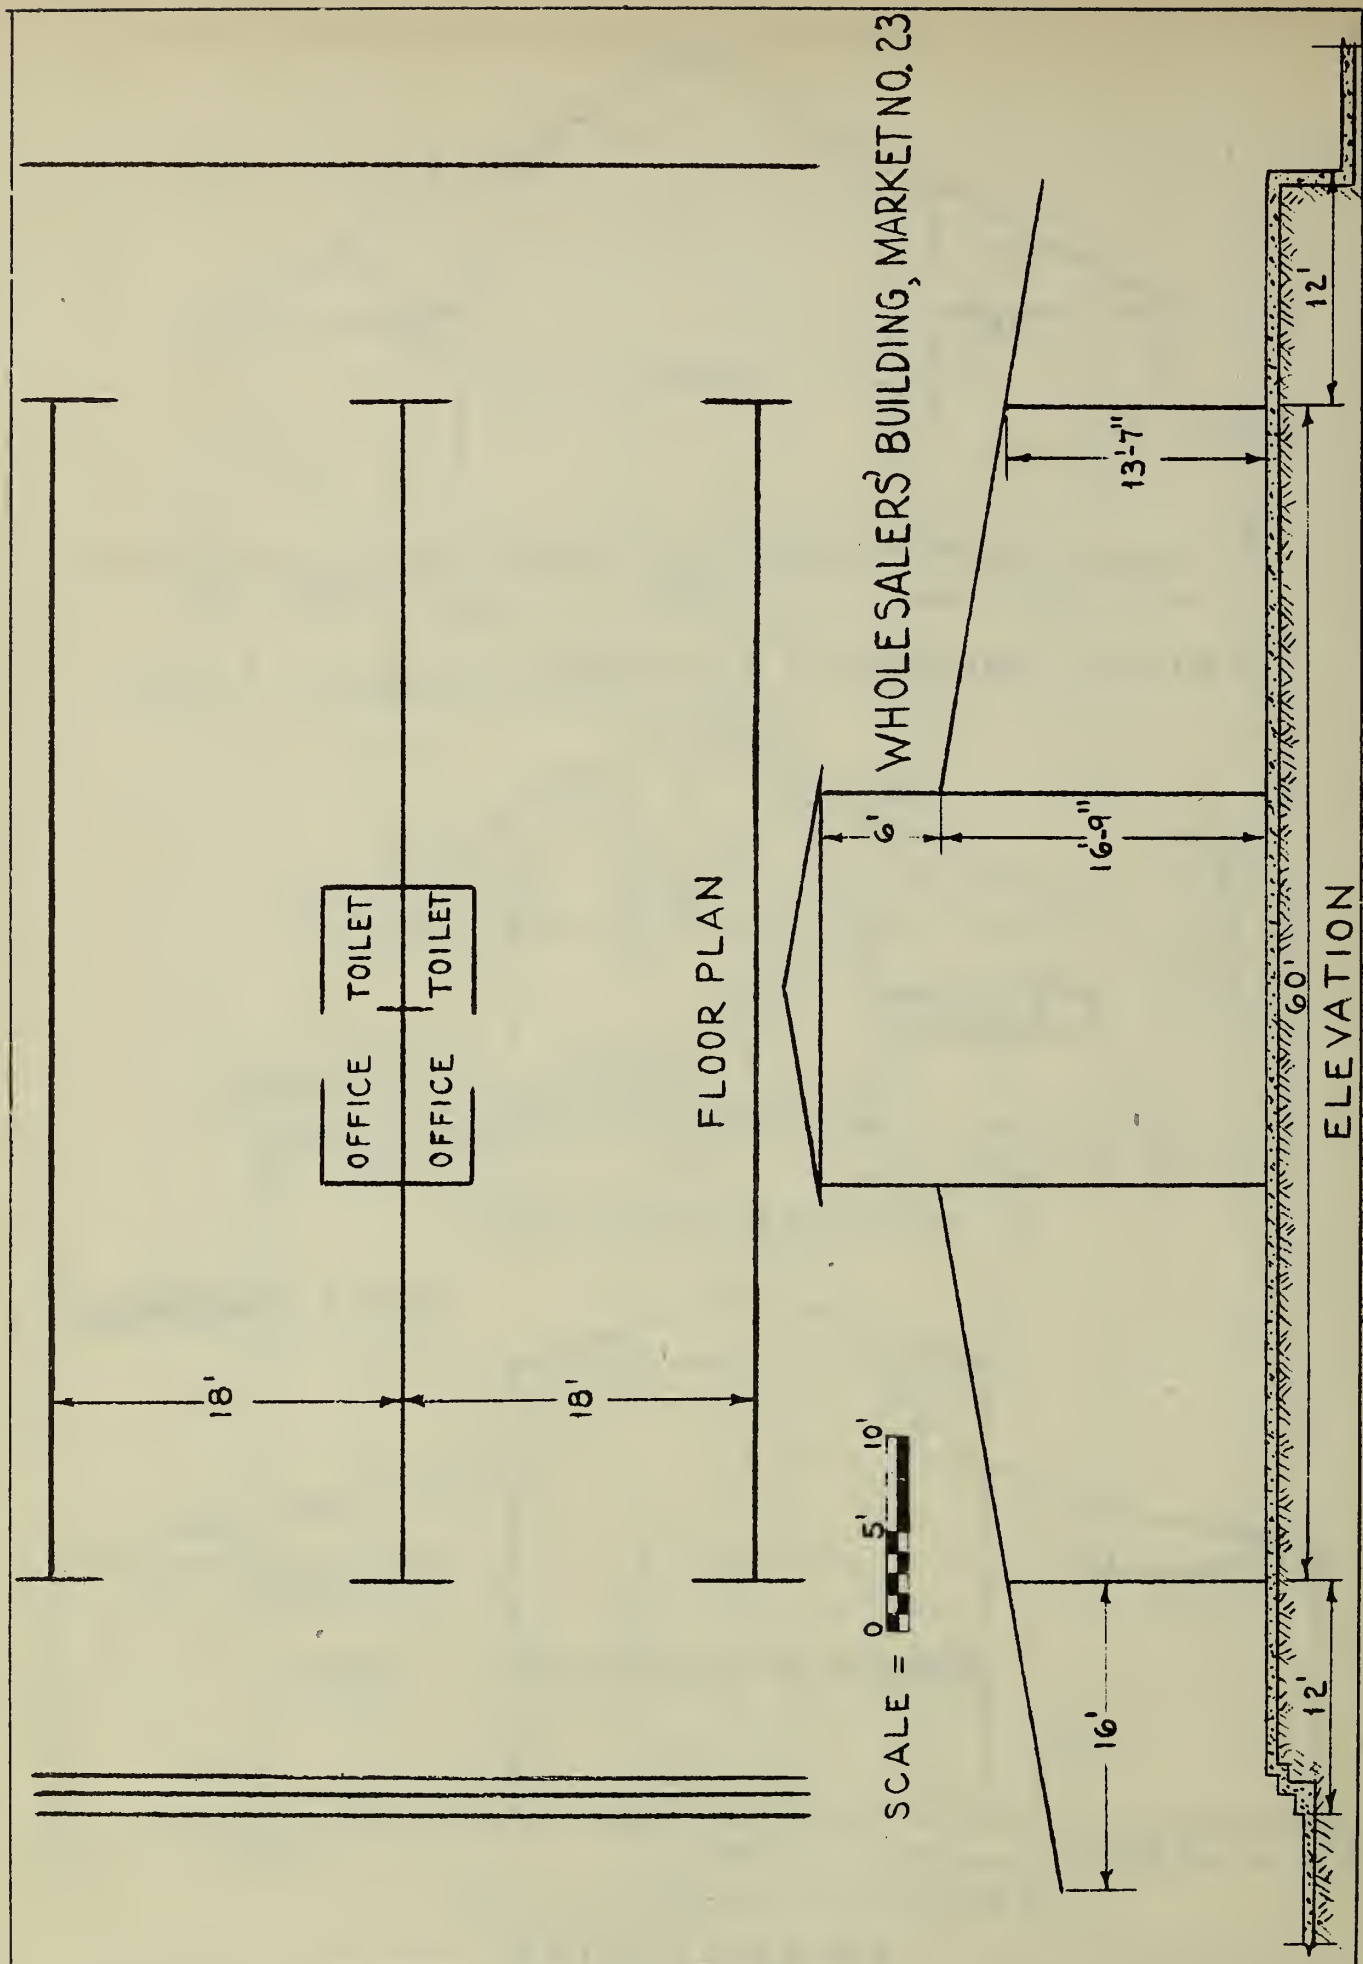 18'
18'
OFFICE TOILET
OFFICE TOILET
FLOOR PLAN
SCALE = 0 5' 10'
WHOLESALERS' BUILDING, MARKET NO. 23
6'
16'
16'-9"
13'-7"
12'
60'
12'
ELEVATION